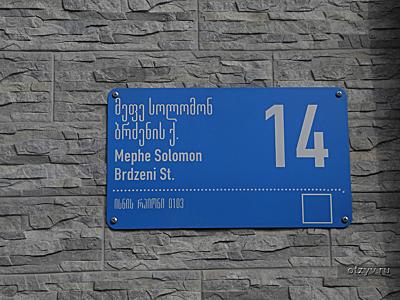 მეფე სოლომონ
ბრძენის ქ.
Mephe Solomon
Brdzeni St.
14
ისნის რაიონი 0103
otzyv.ru